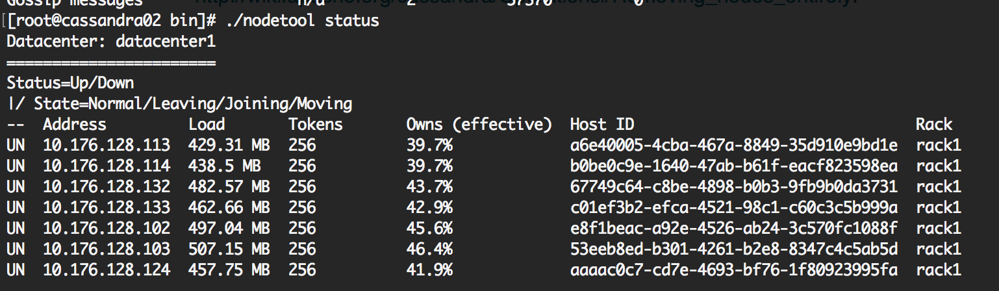 Gossip messages n/a 2 37370 0
[[root@cassandra02 bin]# ./nodetool status
Datacenter: datacenter1
=======================
Status=Up/Down
|/ State=Normal/Leaving/Joining/Moving
--  Address         Load       Tokens       Owns (effective)  Host ID                               Rack
UN  10.176.128.113  429.31 MB  256          39.7%             a6e40005-4cba-467a-8849-35d910e9bd1e  rack1
UN  10.176.128.114  438.5 MB   256          39.7%             b0be0c9e-1640-47ab-b61f-eacf823598ea  rack1
UN  10.176.128.132  482.57 MB  256          43.7%             67749c64-c8be-4898-b0b3-9fb9b0da3731  rack1
UN  10.176.128.133  462.66 MB  256          42.9%             c01ef3b2-efca-4521-98c1-c60c3c5b999a  rack1
UN  10.176.128.102  497.04 MB  256          45.6%             e8f1beac-a92e-4526-ab24-3c570fc1088f  rack1
UN  10.176.128.103  507.15 MB  256          46.4%             53eeb8ed-b301-4261-b2e8-8347c4c5ab5d  rack1
UN  10.176.128.124  457.75 MB  256          41.9%             aaaac0c7-cd7e-4693-bf76-1f80923995fa  rack1